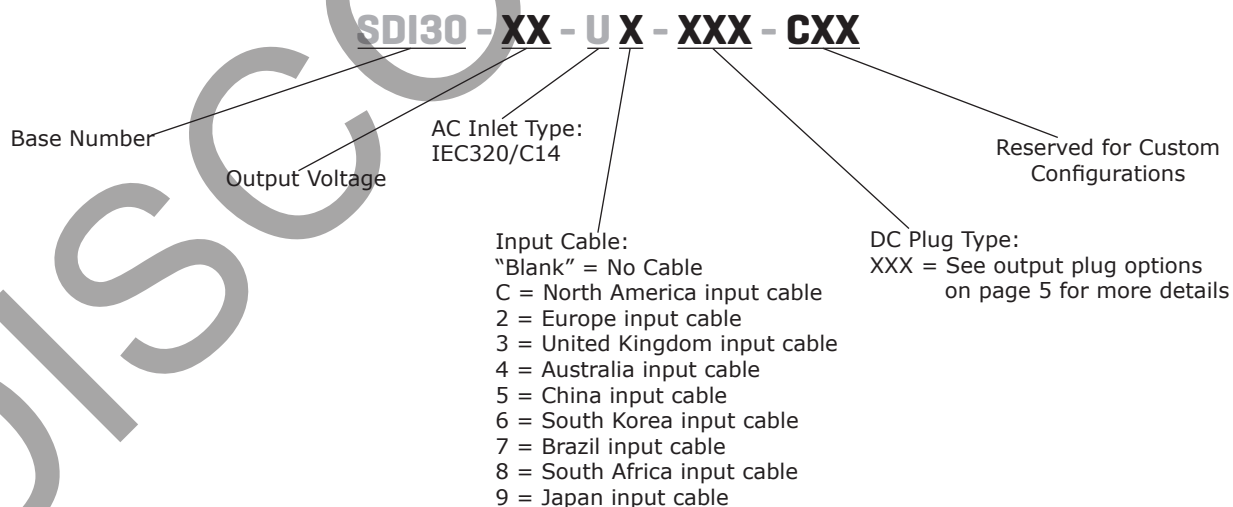 SDI30 - XX - U X - XXX - CXX
Base Number
Output Voltage
AC Inlet Type:
IEC320/C14
Input Cable:
“Blank” = No Cable
C = North America input cable
2 = Europe input cable
3 = United Kingdom input cable
4 = Australia input cable
5 = China input cable
6 = South Korea input cable
7 = Brazil input cable
8 = South Africa input cable
9 = Japan input cable
DC Plug Type:
XXX = See output plug options
on page 5 for more details
Reserved for Custom
Configurations
DISCO